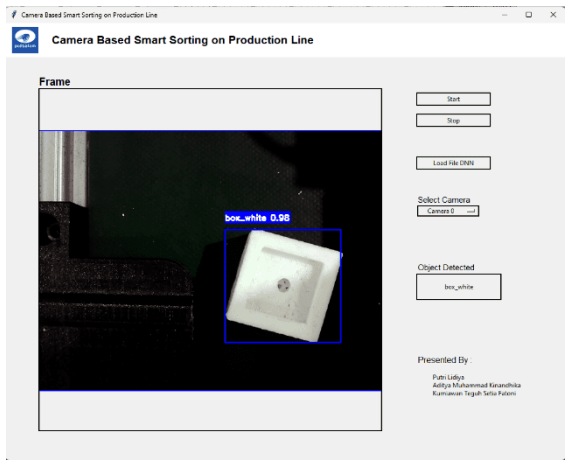 Camera Based Smart Sorting on Production Line
Camera Based Smart Sorting on Production Line
Frame
box_white 0.98
Start
Stop
Load File DNN
Select Camera
Camera 0
Object Detected
box_white
Presented By :
Putri Lidiya
Aditya Muhammad Kinandhika
Kurniawan Teguh Setia Patoni